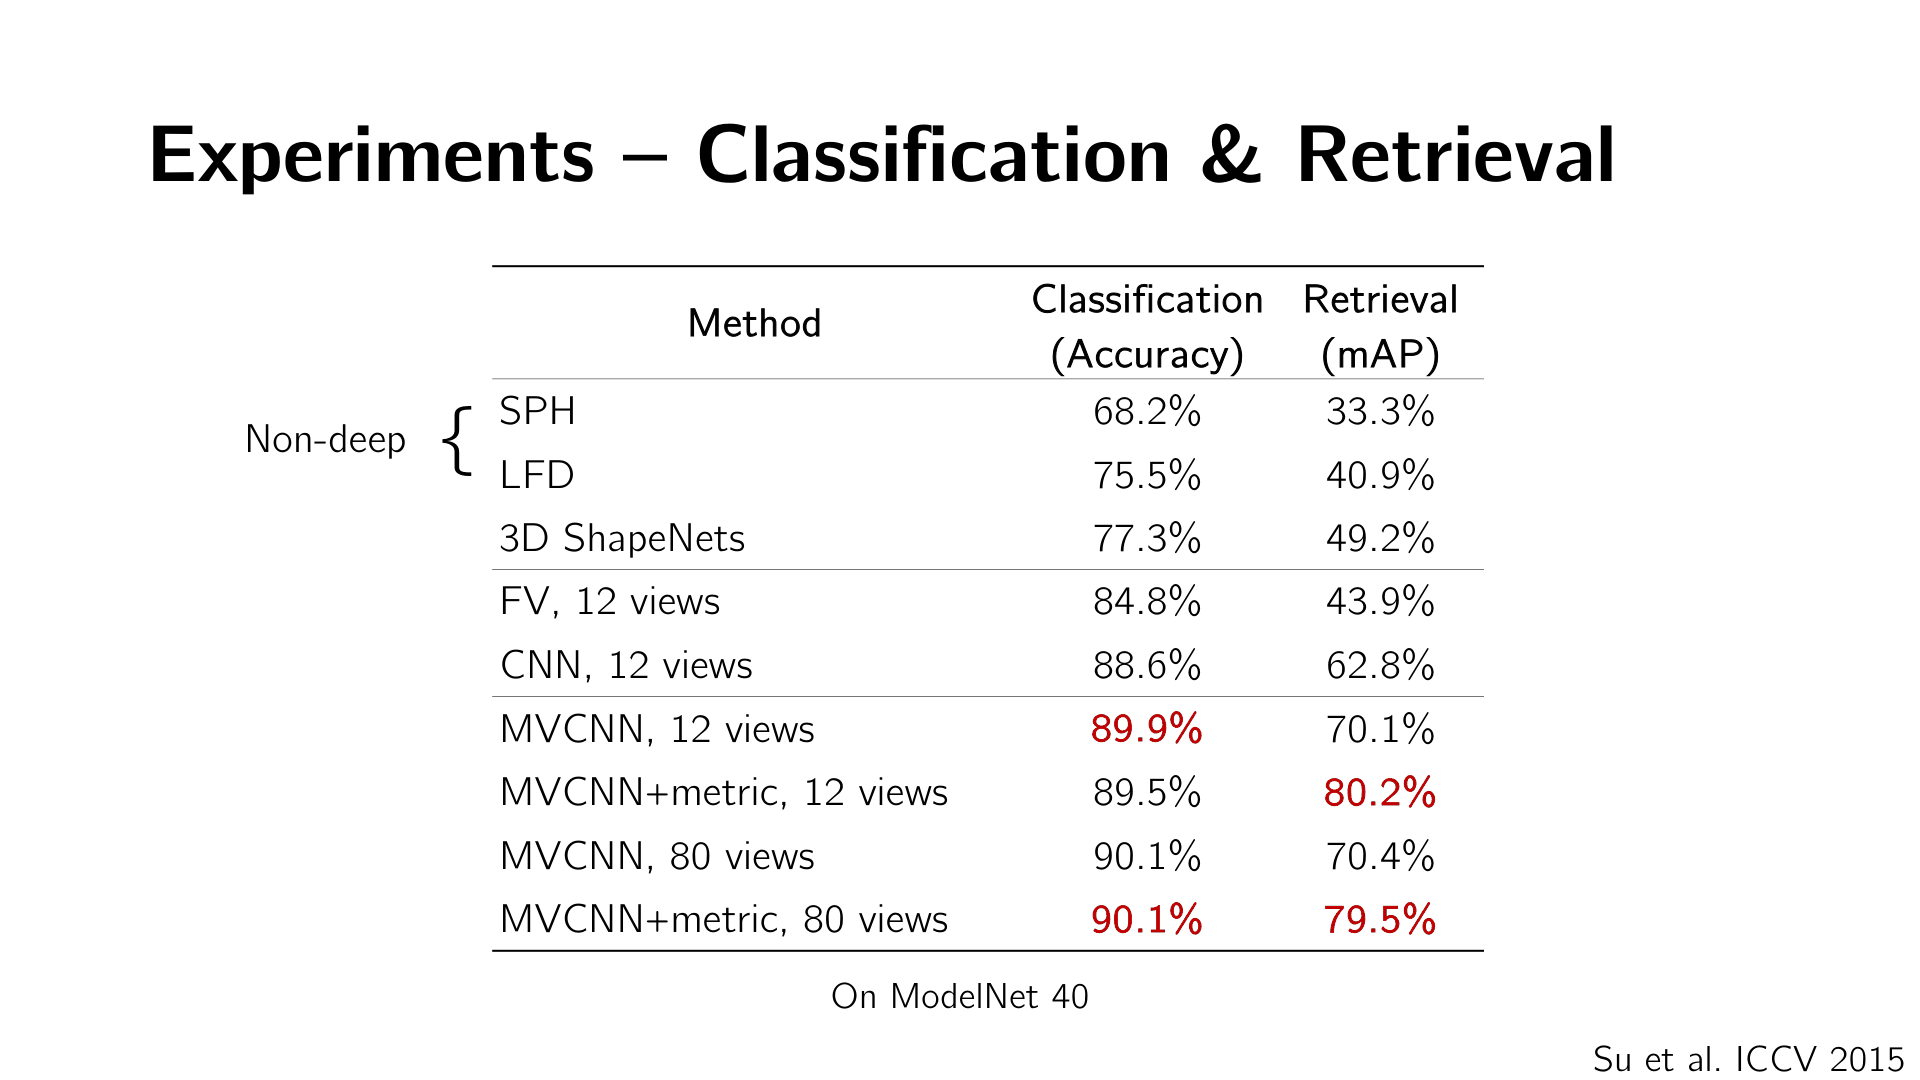 Experiments – Classification & Retrieval
Method Classification (Accuracy) Retrieval (mAP)
Non-deep {
SPH 68.2% 33.3%
LFD 75.5% 40.9%
3D ShapeNets 77.3% 49.2%
FV, 12 views 84.8% 43.9%
CNN, 12 views 88.6% 62.8%
MVCNN, 12 views 89.9% 70.1%
MVCNN+metric, 12 views 89.5% 80.2%
MVCNN, 80 views 90.1% 70.4%
MVCNN+metric, 80 views 90.1% 79.5%
On ModelNet 40
Su et al. ICCV 2015